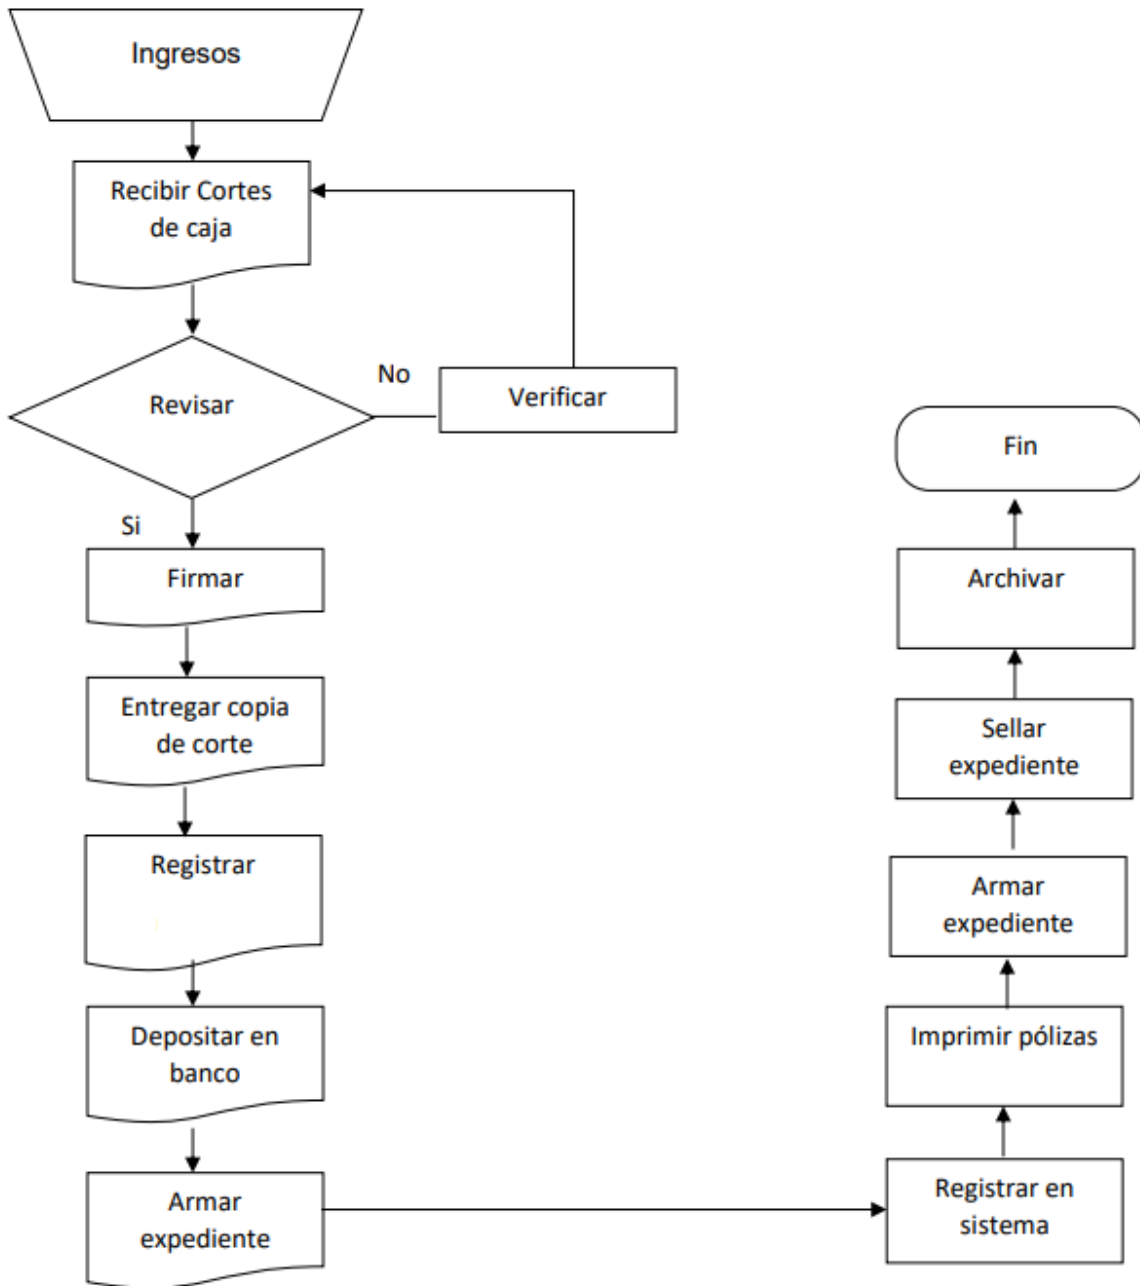 Ingresos
Recibir Cortes
de caja
Revisar
No
Verificar
Si
Firmar
Entregar copia
de corte
Registrar
Depositar en
banco
Armar
expediente
Registrar en
sistema
Imprimir pólizas
Armar
expediente
Sellar
expediente
Archivar
Fin